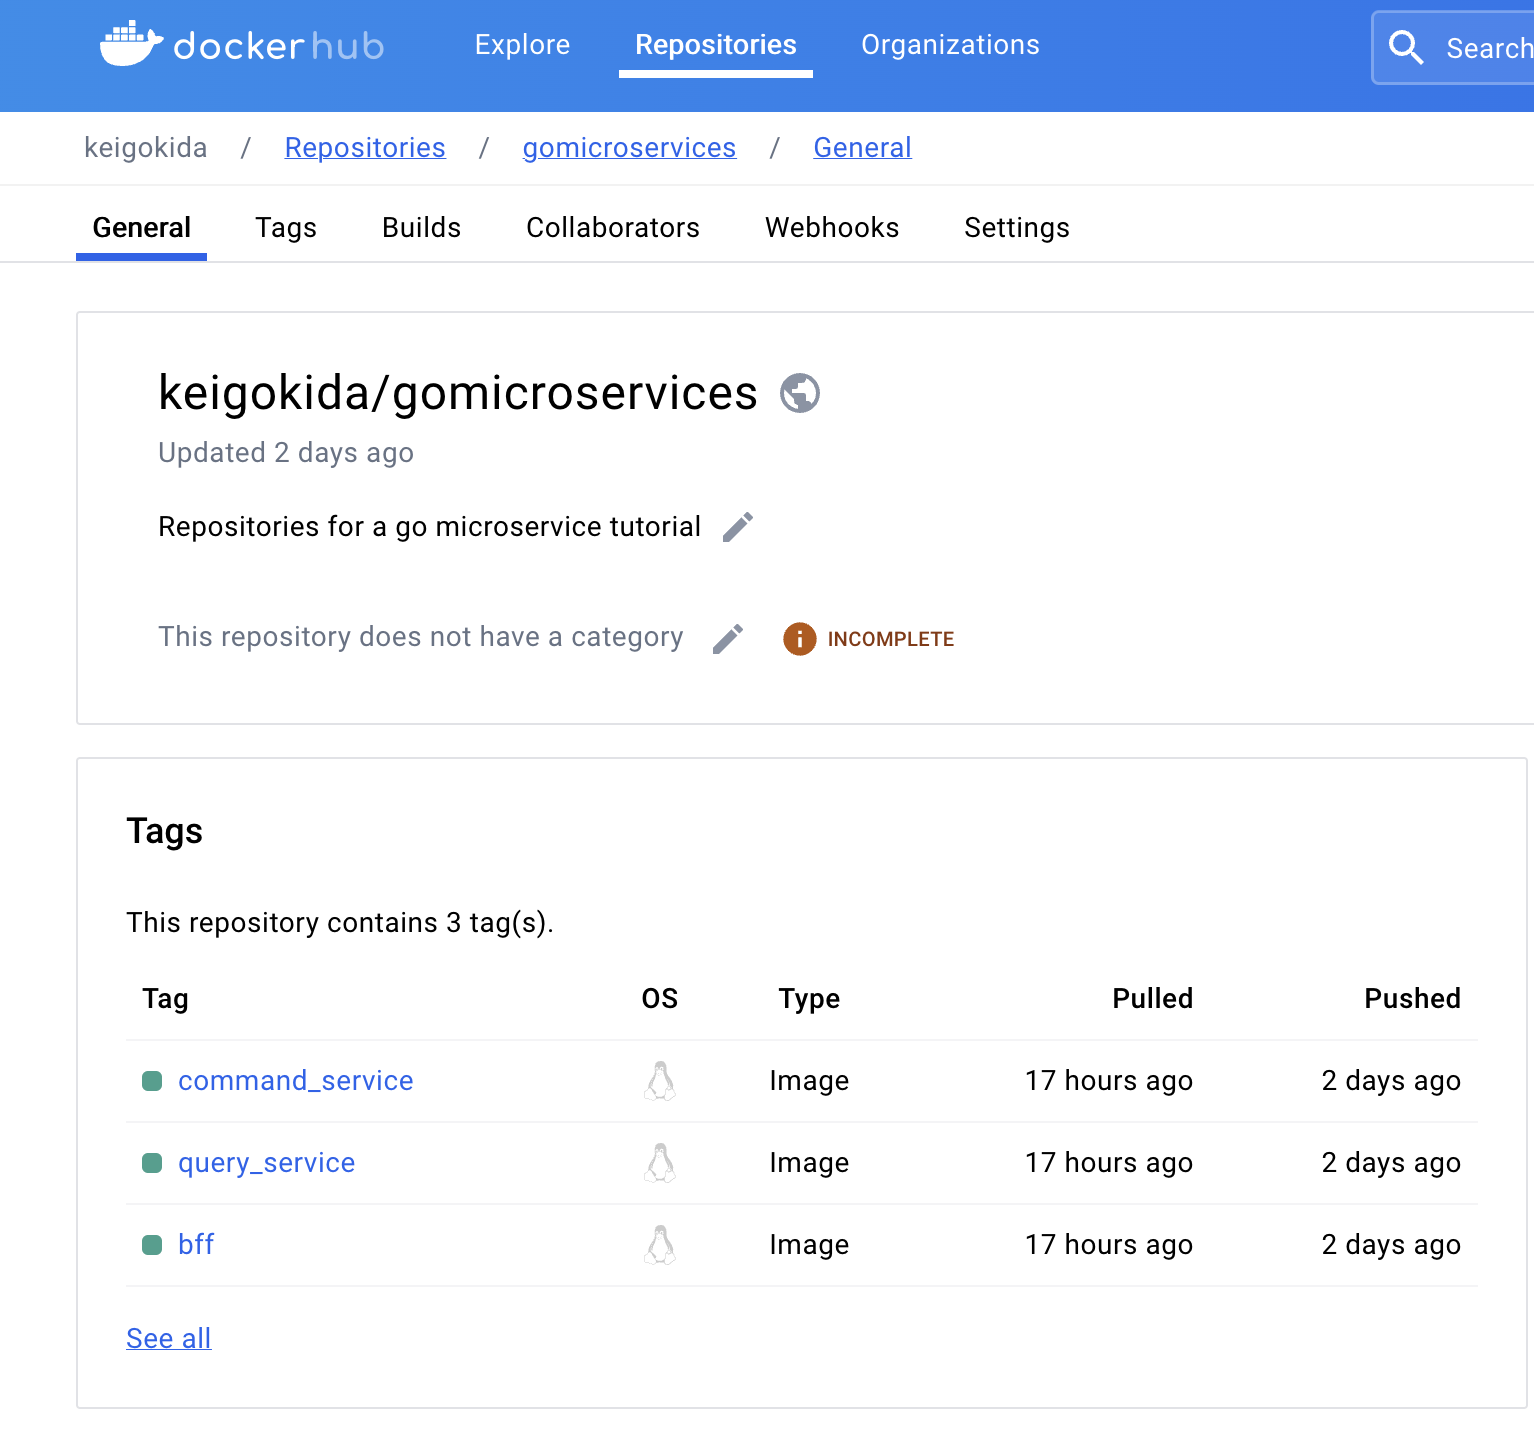 dockerhub Explore Repositories Organizations Search
keigokida / Repositories / gomicroservices / General
General Tags Builds Collaborators Webhooks Settings
keigokida/gomicroservices
Updated 2 days ago
Repositories for a go microservice tutorial
This repository does not have a category INCOMPLETE
Tags
This repository contains 3 tag(s).
Tag OS Type Pulled Pushed
command_service Image 17 hours ago 2 days ago
query_service Image 17 hours ago 2 days ago
bff Image 17 hours ago 2 days ago
See all